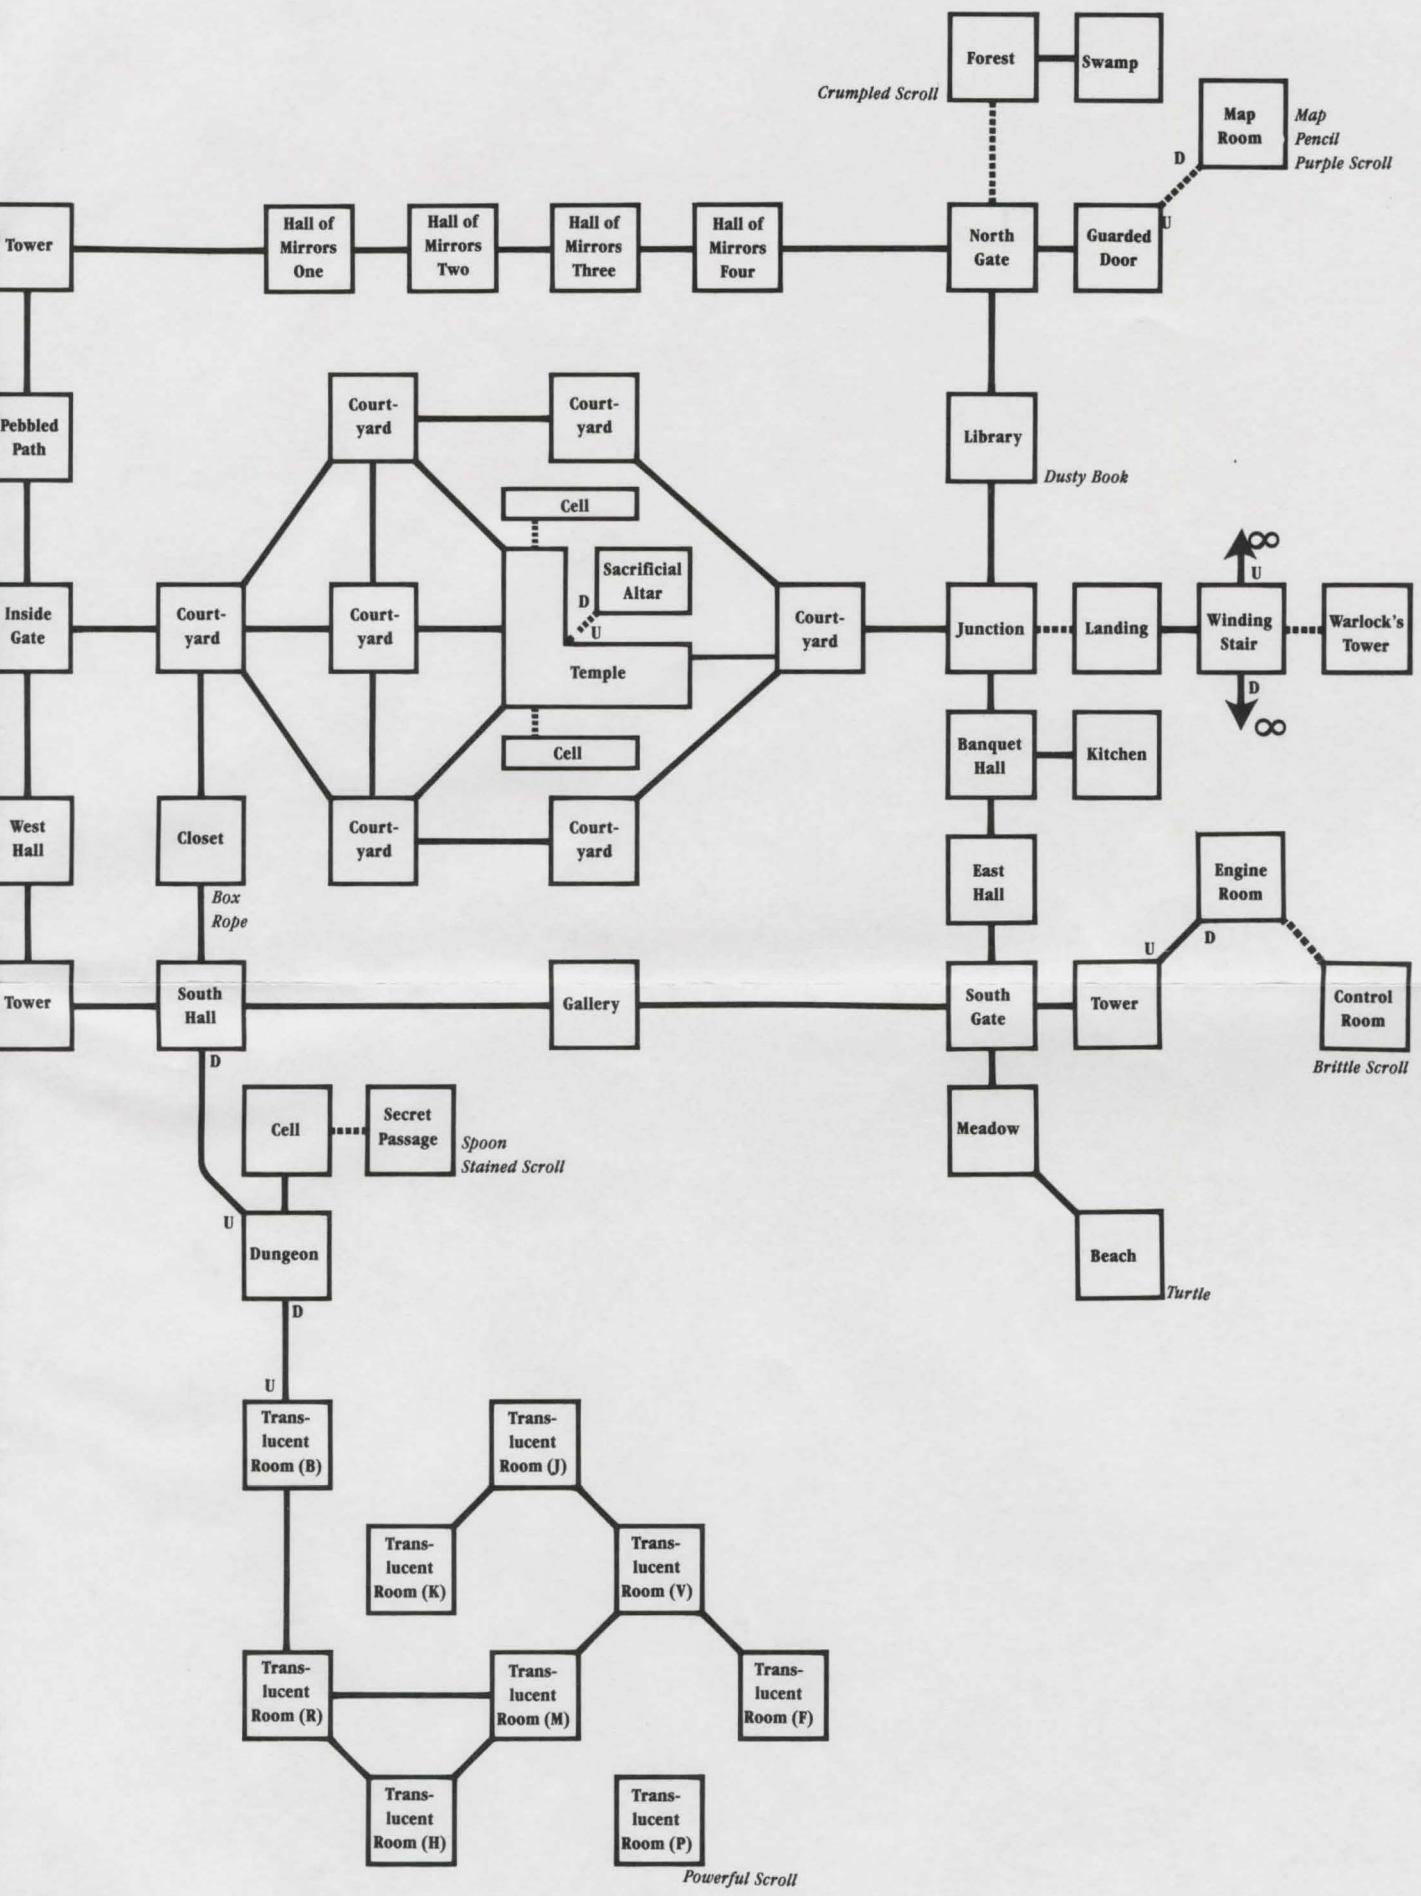 Forest
Swamp
Crumpled Scroll
Map
Room
Map
Pencil
Purple Scroll
D
U
Tower
Hall of
Mirrors
One
Hall of
Mirrors
Two
Hall of
Mirrors
Three
Hall of
Mirrors
Four
North
Gate
Guarded
Door
Pebbled
Path
Court-
yard
Court-
yard
Library
Dusty Book
Cell
Sacrificial
Altar
D
U
∞
U
Inside
Gate
Court-
yard
Court-
yard
Temple
Court-
yard
Junction
Landing
Winding
Stair
Warlock's
Tower
D
∞
Cell
Banquet
Hall
Kitchen
West
Hall
Closet
Box
Rope
Court-
yard
Court-
yard
East
Hall
Engine
Room
U
D
Tower
South
Hall
D
Gallery
South
Gate
Tower
Control
Room
Brittle Scroll
Cell
Secret
Passage
Spoon
Stained Scroll
Meadow
U
Dungeon
D
Beach
Turtle
U
Trans-
lucent
Room (B)
Trans-
lucent
Room (J)
Trans-
lucent
Room (K)
Trans-
lucent
Room (V)
Trans-
lucent
Room (R)
Trans-
lucent
Room (M)
Trans-
lucent
Room (F)
Trans-
lucent
Room (H)
Trans-
lucent
Room (P)
Powerful Scroll